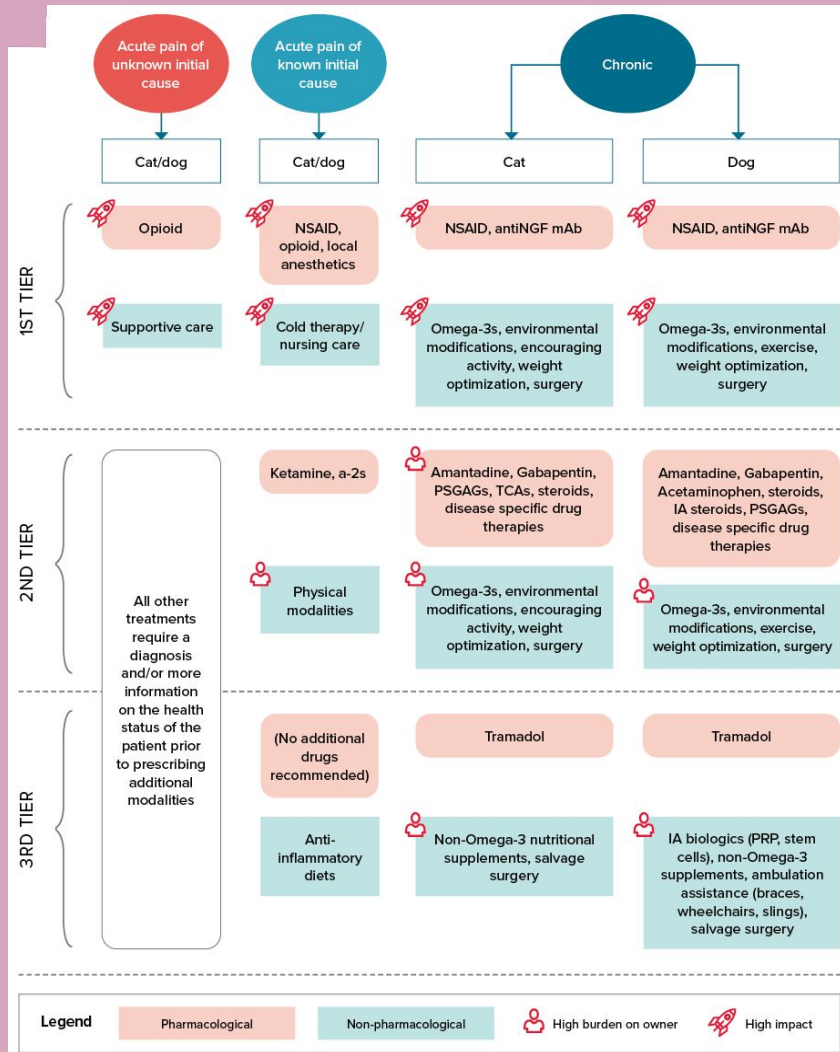 Acute pain of
unknown initial
cause
Acute pain of
known initial
cause
Chronic
Cat/dog
Cat/dog
Cat
Dog
1ST TIER
Opioid
NSAID,
opioid, local
anesthetics
NSAID, antiNGF mAb
NSAID, antiNGF mAb
Supportive care
Cold therapy/
nursing care
Omega-3s, environmental
modifications, encouraging
activity, weight
optimization, surgery
Omega-3s, environmental
modifications, exercise,
weight optimization,
surgery
2ND TIER
All other
treatments
require a
diagnosis
and/or more
information
on the health
status of the
patient prior
to prescribing
additional
modalities
Ketamine, a-2s
Amantadine, Gabapentin,
PSGAGs, TCAs, steroids,
disease specific drug
therapies
Amantadine, Gabapentin,
Acetaminophen, steroids,
IA steroids, PSGAGs,
disease specific drug
therapies
Physical
modalities
Omega-3s, environmental
modifications, encouraging
activity, weight
optimization, surgery
Omega-3s, environmental
modifications, exercise,
weight optimization, surgery
3RD TIER
(No additional
drugs
recommended)
Tramadol
Tramadol
Anti-
inflammatory
diets
Non-Omega-3 nutritional
supplements, salvage
surgery
IA biologics (PRP, stem
cells), non-Omega-3
supplements, ambulation
assistance (braces,
wheelchairs, slings),
salvage surgery
Legend
Pharmacological
Non-pharmacological
High burden on owner
High impact